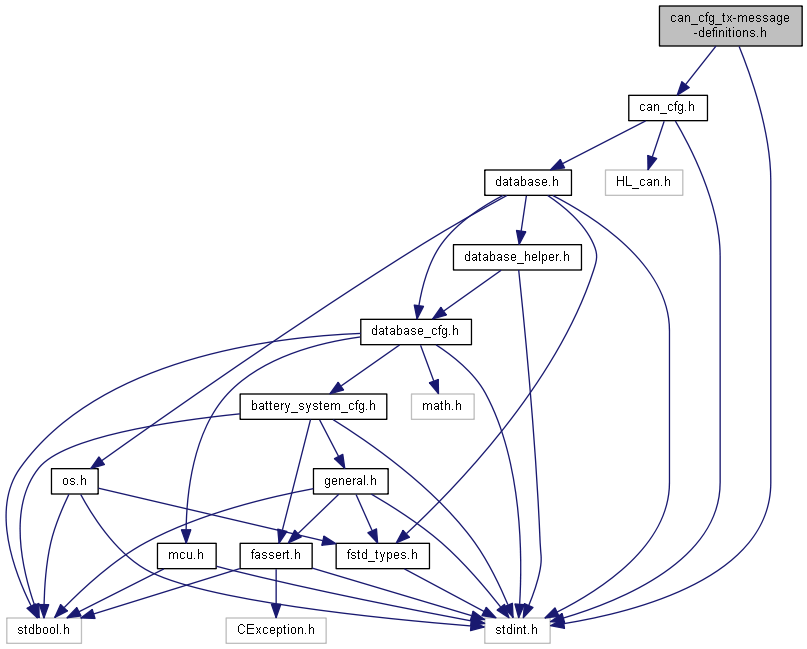 can_cfg_tx-message
-definitions.h
can_cfg.h
database.h
HL_can.h
database_helper.h
database_cfg.h
battery_system_cfg.h
math.h
os.h
general.h
mcu.h
fassert.h
fstd_types.h
stdbool.h
CException.h
stdint.h